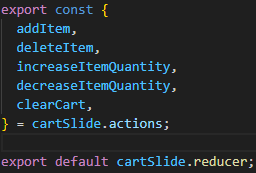 export const {
  addItem,
  deleteItem,
  increaseItemQuantity,
  decreaseItemQuantity,
  clearCart,
} = cartSlide.actions;
export default cartSlide.reducer;